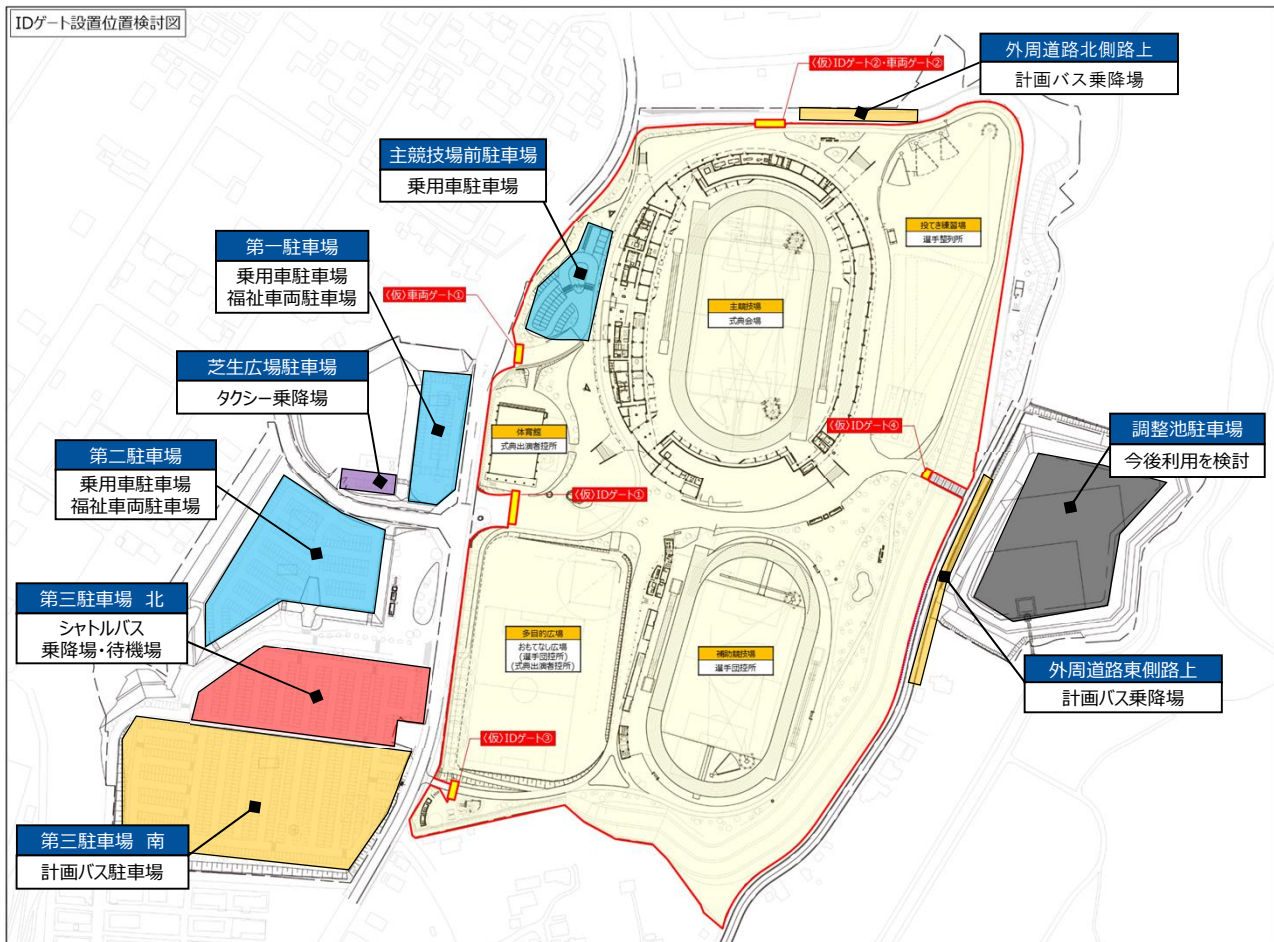 IDゲート設置位置検討図
外周道路北側路上
計画バス乗降場
〈仮〉IDゲート②・車両ゲート②
主競技場前駐車場
乗用車駐車場
投てき練習場
選手整列所
第一駐車場
乗用車駐車場
福祉車両駐車場
〈仮〉車両ゲート①
主競技場
式典会場
芝生広場駐車場
タクシー乗降場
体育館
式典出演者控所
〈仮〉IDゲート④
調整池駐車場
今後利用を検討
第二駐車場
乗用車駐車場
福祉車両駐車場
〈仮〉IDゲート①
第三駐車場 北
シャトルバス
乗降場・待機場
多目的広場
おもてなし広場
(選手団控所)
(式典出演者控所)
補助競技場
選手団控所
外周道路東側路上
計画バス乗降場
〈仮〉IDゲート③
第三駐車場 南
計画バス駐車場